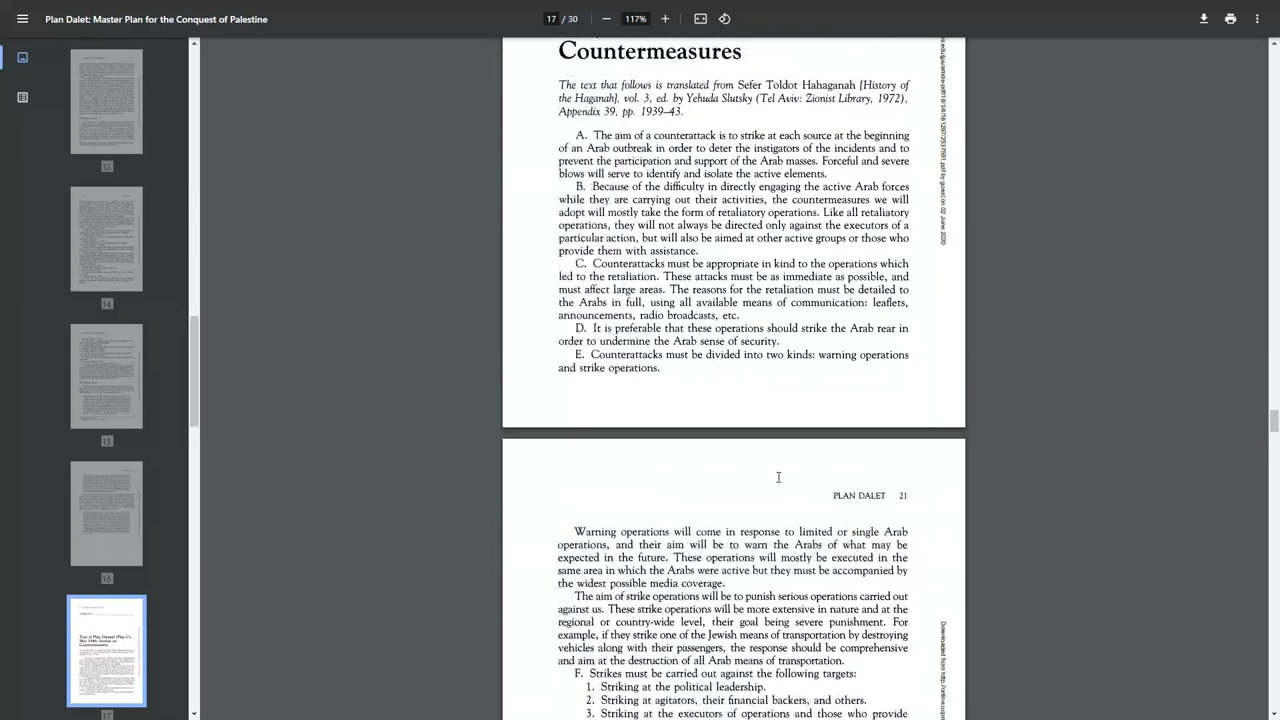 Plan Dalet: Master Plan for the Conquest of Palestine
17 / 30
117%
12
14
15
16
17
Countermeasures
The text that follows is translated from Sefer Toldot Hahaganah [History of
the Haganah], vol. 3, ed. by Yehuda Slutsky (Tel Aviv: Zionist Library, 1972),
Appendix 39, pp. 1939–43.
A. The aim of a counterattack is to strike at each source at the beginning
of an Arab outbreak in order to deter the instigators of the incidents and to
prevent the participation and support of the Arab masses. Forceful and severe
blows will serve to identify and isolate the active elements.
B. Because of the difficulty in directly engaging the active Arab forces
while they are carrying out their activities, the countermeasures we will
adopt will mostly take the form of retaliatory operations. Like all retaliatory
operations, they will not always be directed only against the executors of a
particular action, but will also be aimed at other active groups or those who
provide them with assistance.
C. Counterattacks must be appropriate in kind to the operations which
led to the retaliation. These attacks must be as immediate as possible, and
must affect large areas. The reasons for the retaliation must be detailed to
the Arabs in full, using all available means of communication: leaflets,
announcements, radio broadcasts, etc.
D. It is preferable that these operations should strike the Arab rear in
order to undermine the Arab sense of security.
E. Counterattacks must be divided into two kinds: warning operations
and strike operations.
PLAN DALET 21
Warning operations will come in response to limited or single Arab
operations, and their aim will be to warn the Arabs of what may be
expected in the future. These operations will mostly be executed in the
same area in which the Arabs were active but they must be accompanied by
the widest possible media coverage.
The aim of strike operations will be to punish serious operations carried out
against us. These strike operations will be more extensive in nature and at the
regional or country-wide level, their goal being severe punishment. For
example, if they strike one of the Jewish means of transportation by destroying
vehicles along with their passengers, the response should be comprehensive
and aim at the destruction of all Arab means of transportation.
F. Strikes must be carried out against the following targets:
1. Striking at the political leadership.
2. Striking at agitators, their financial backers, and others.
3. Striking at the executors of operations and those who provide
by guest on 02 June 2020
Downloaded from